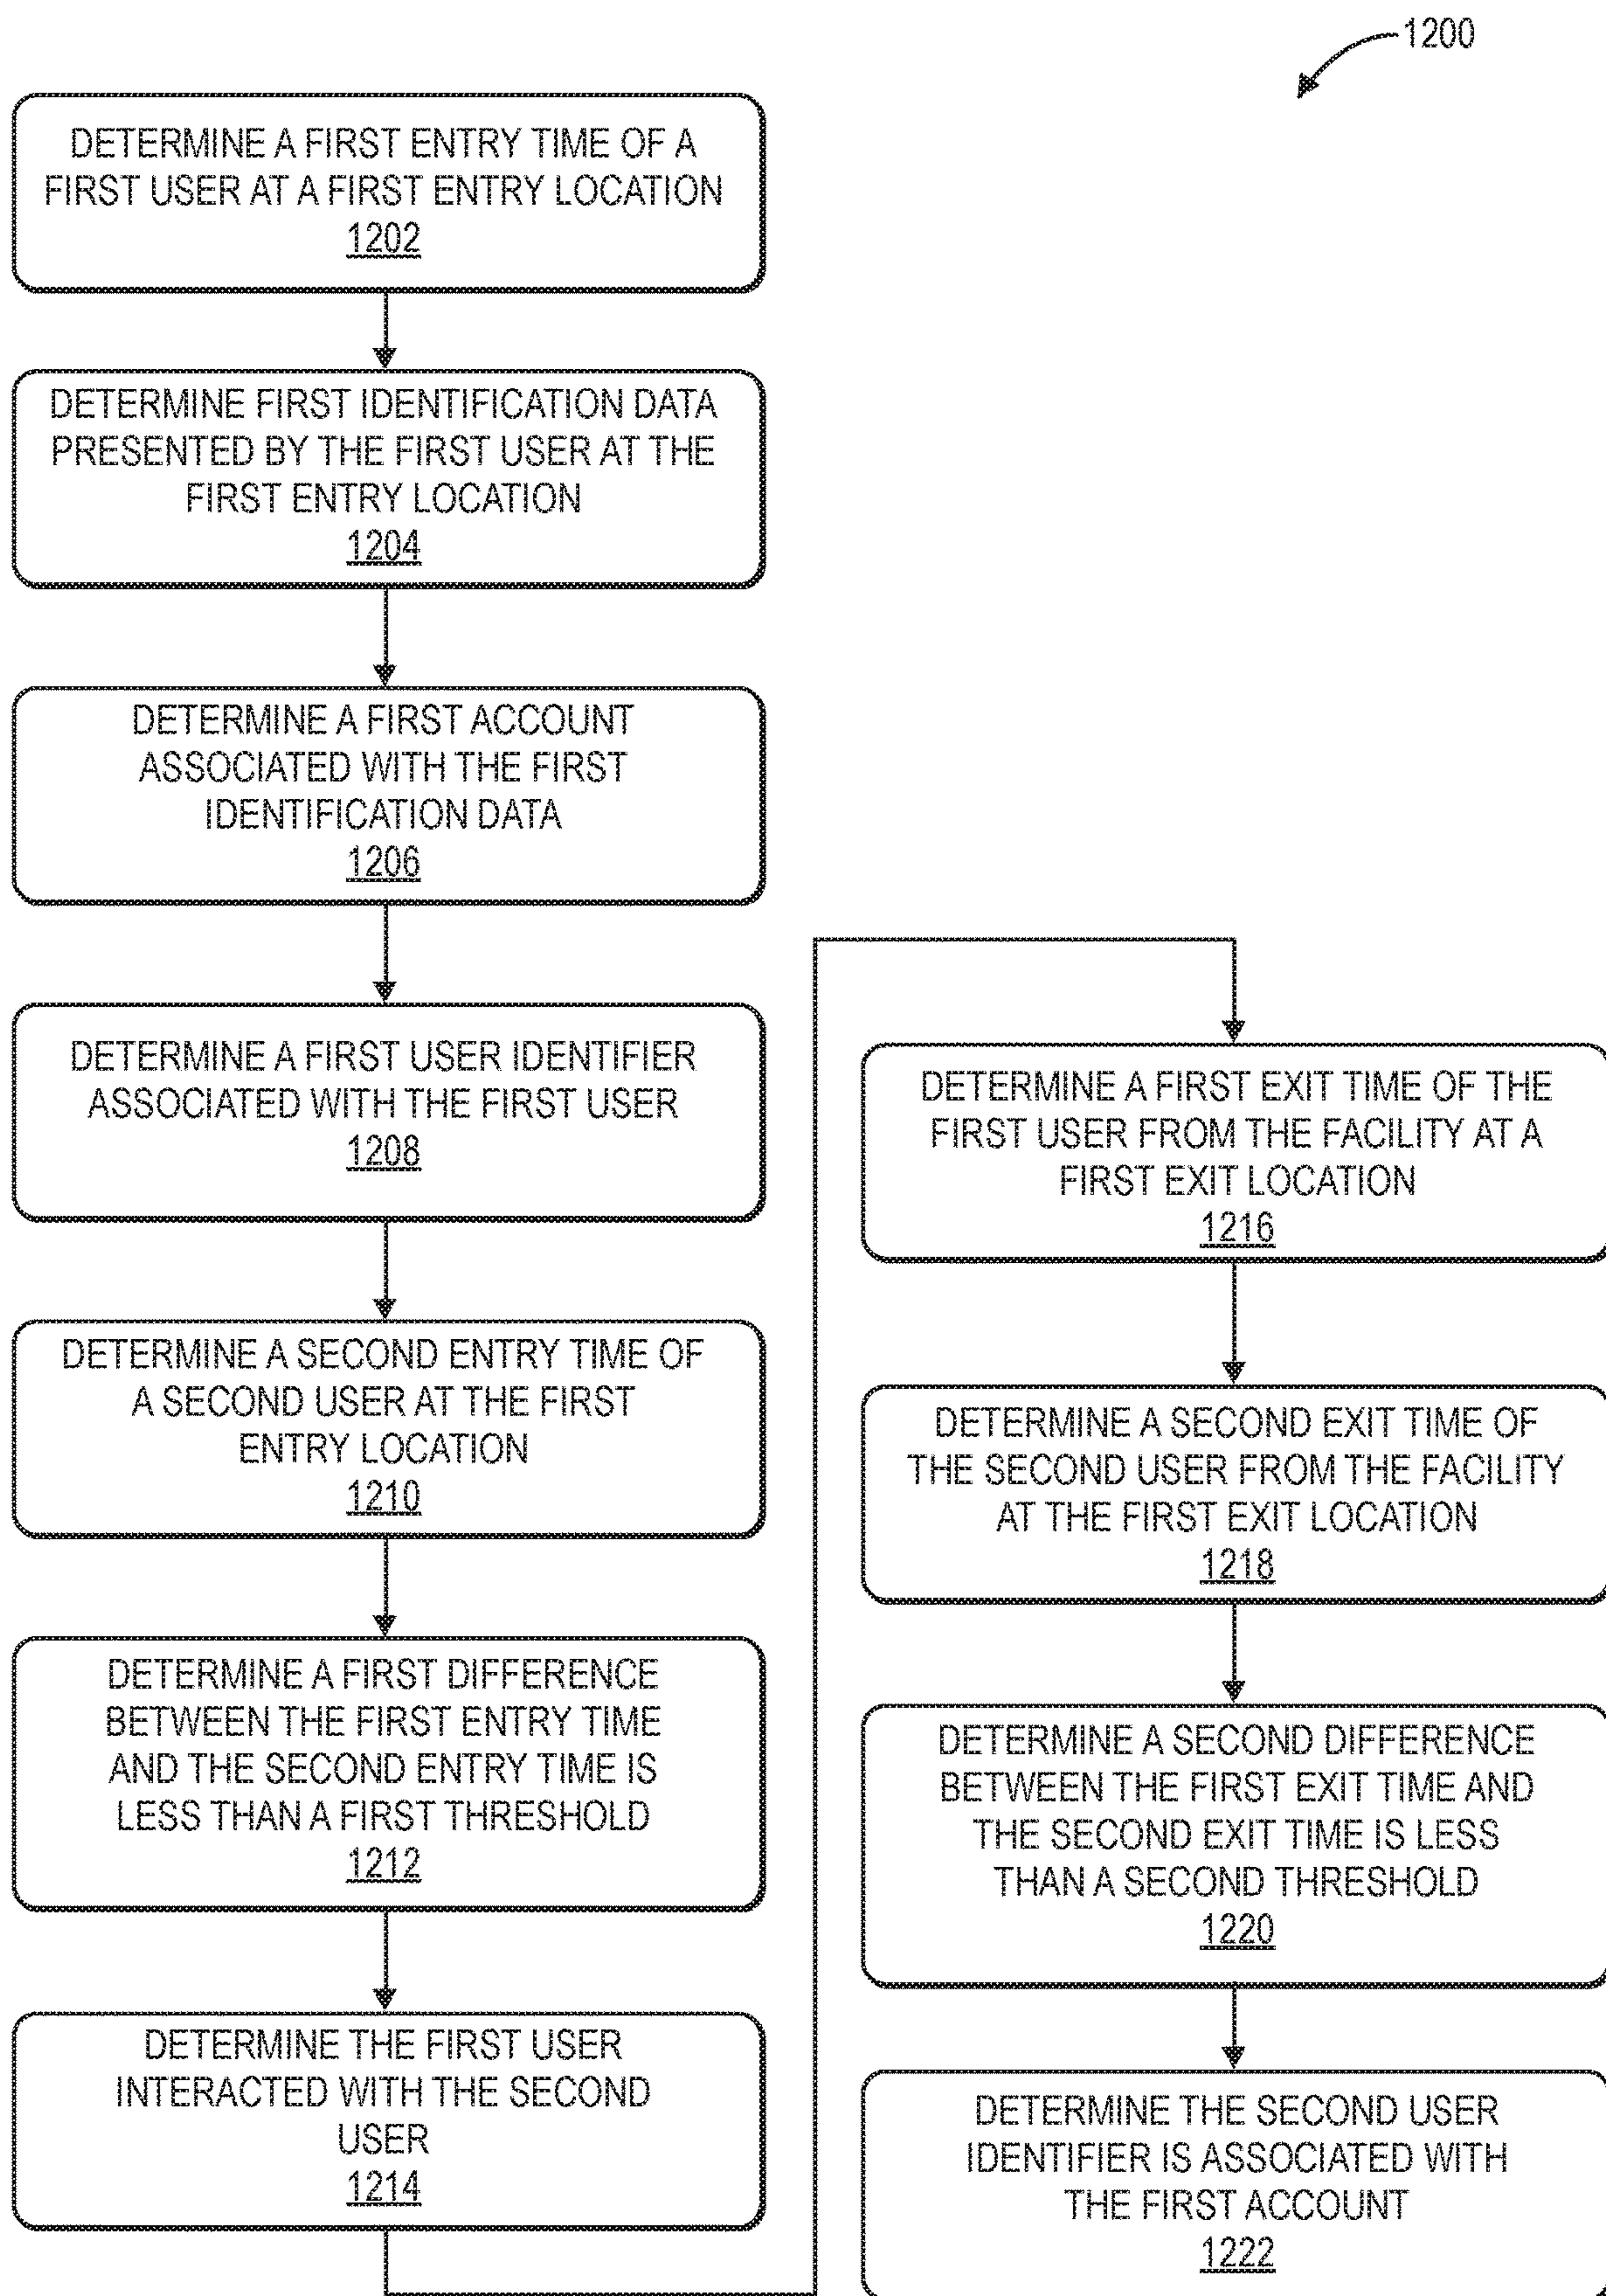 1200
DETERMINE A FIRST ENTRY TIME OF A
FIRST USER AT A FIRST ENTRY LOCATION
1202
DETERMINE FIRST IDENTIFICATION DATA
PRESENTED BY THE FIRST USER AT THE
FIRST ENTRY LOCATION
1204
DETERMINE A FIRST ACCOUNT
ASSOCIATED WITH THE FIRST
IDENTIFICATION DATA
1206
DETERMINE A FIRST USER IDENTIFIER
ASSOCIATED WITH THE FIRST USER
1208
DETERMINE A SECOND ENTRY TIME OF
A SECOND USER AT THE FIRST
ENTRY LOCATION
1210
DETERMINE A FIRST DIFFERENCE
BETWEEN THE FIRST ENTRY TIME
AND THE SECOND ENTRY TIME IS
LESS THAN A FIRST THRESHOLD
1212
DETERMINE THE FIRST USER
INTERACTED WITH THE SECOND
USER
1214
DETERMINE A FIRST EXIT TIME OF THE
FIRST USER FROM THE FACILITY AT A
FIRST EXIT LOCATION
1216
DETERMINE A SECOND EXIT TIME OF
THE SECOND USER FROM THE FACILITY
AT THE FIRST EXIT LOCATION
1218
DETERMINE A SECOND DIFFERENCE
BETWEEN THE FIRST EXIT TIME AND
THE SECOND EXIT TIME IS LESS
THAN A SECOND THRESHOLD
1220
DETERMINE THE SECOND USER
IDENTIFIER IS ASSOCIATED WITH
THE FIRST ACCOUNT
1222